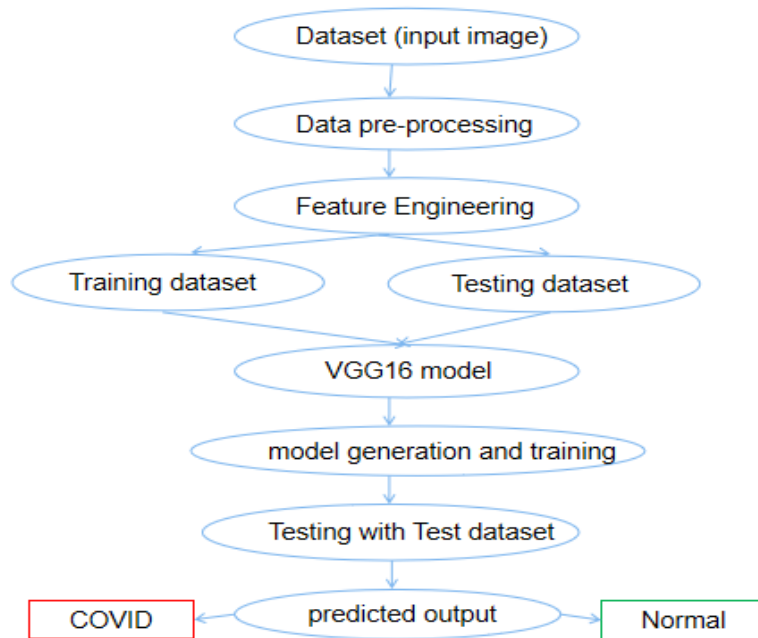 Dataset (input image)
Data pre-processing
Feature Engineering
Training dataset
Testing dataset
VGG16 model
model generation and training
Testing with Test dataset
COVID
predicted output
Normal